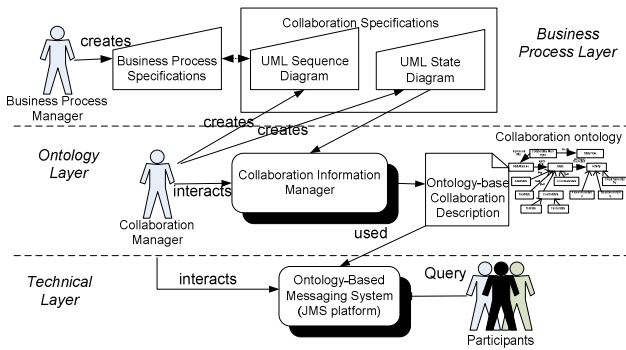 Collaboration Specifications
Business
Process Layer
creates
Business Process
Specifications
UML Sequence
Diagram
UML State
Diagram
Business Process
Manager
creates
creates
Collaboration ontology
Ontology
Layer
interacts
Collaboration Information
Manager
Ontology-base
Collaboration
Description
Collaboration
Manager
used
Technical
Layer
interacts
Ontology-Based
Messaging System
(JMS platform)
Query
Participants